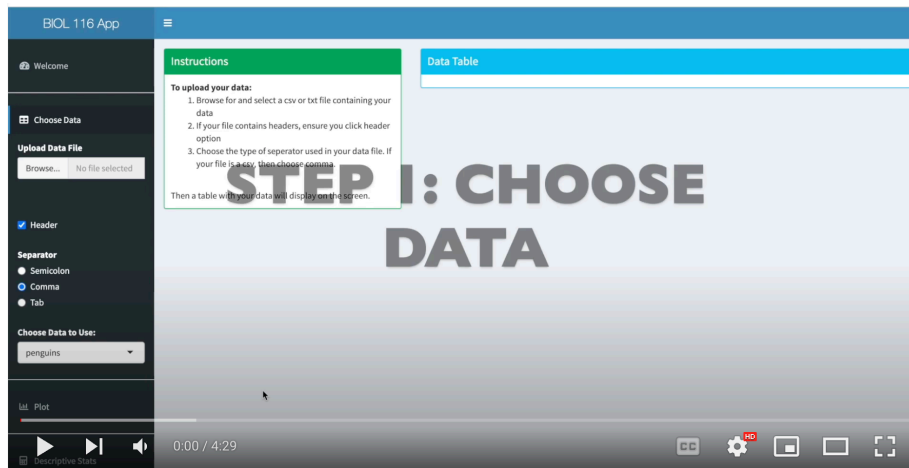 BIOL 116 App
Welcome
Choose Data
Upload Data File
Browse... No file selected
Header
Separator
Semicolon
Comma
Tab
Choose Data to Use:
penguins
Plot
Descriptive Stats
Instructions
To upload your data:
1. Browse for and select a csv or txt file containing your
data
2. If your file contains headers, ensure you click header
option
3. Choose the type of seperator used in your data file. If
your file is a csv, then choose comma.
Then a table with your data will display on the screen.
Data Table
STEP 1: CHOOSE
DATA
0:00 / 4:29
CC
HD